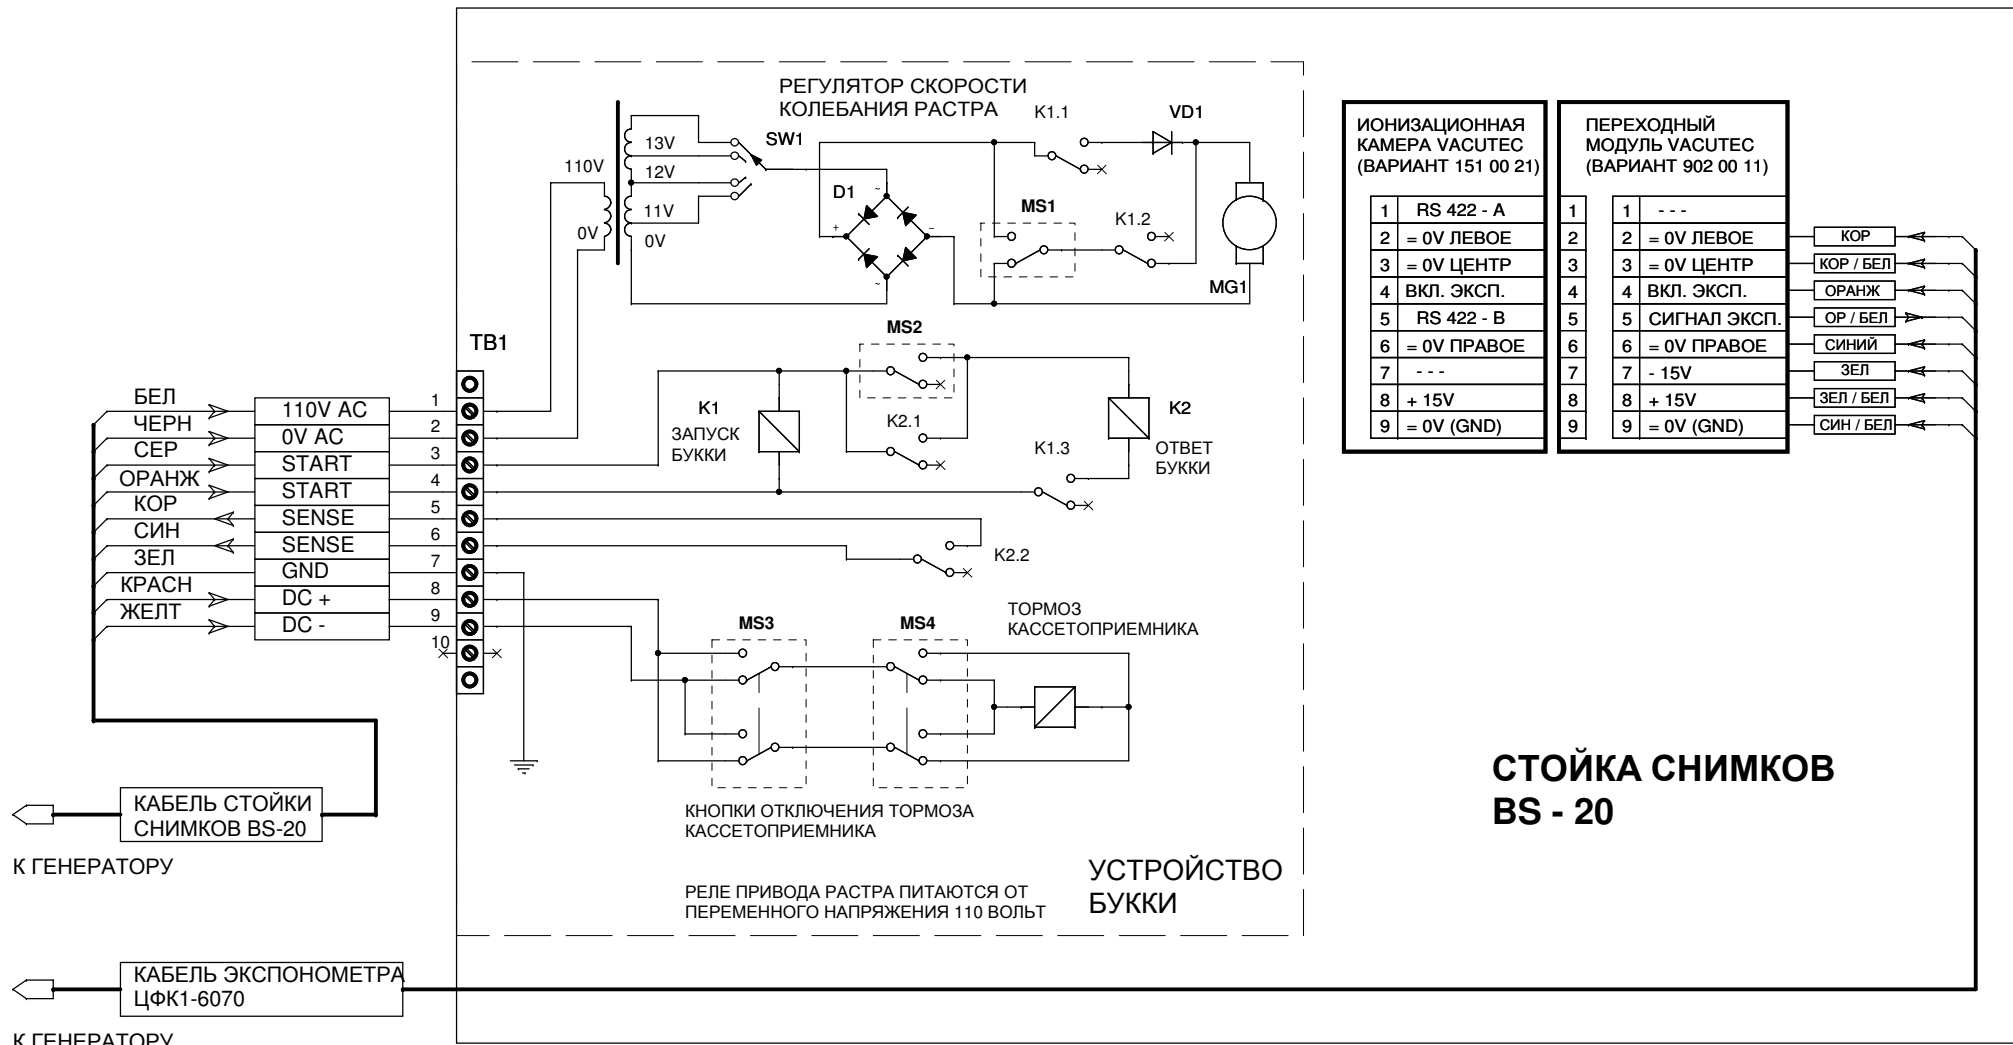 РЕГУЛЯТОР СКОРОСТИ
КОЛЕБАНИЯ РАСТРА
110V
0V
13V
12V
11V
0V
SW1
D1
~
+
-
~
K1.1
VD1
MS1
K1.2
MG1
ИОНИЗАЦИОННАЯ
КАМЕРА VACUTEC
(ВАРИАНТ 151 00 21)
1 RS 422 - A
2 = 0V ЛЕВОЕ
3 = 0V ЦЕНТР
4 ВКЛ. ЭКСП.
5 RS 422 - B
6 = 0V ПРАВОЕ
7 - - -
8 + 15V
9 = 0V (GND)
ПЕРЕХОДНЫЙ
МОДУЛЬ VACUTEC
(ВАРИАНТ 902 00 11)
1 1 - - -
2 2 = 0V ЛЕВОЕ КОР
3 3 = 0V ЦЕНТР КОР / БЕЛ
4 4 ВКЛ. ЭКСП. ОРАНЖ
5 5 СИГНАЛ ЭКСП. ОР / БЕЛ
6 6 = 0V ПРАВОЕ СИНИЙ
7 7 - 15V ЗЕЛ
8 8 + 15V ЗЕЛ / БЕЛ
9 9 = 0V (GND) СИН / БЕЛ
TB1
БЕЛ 110V AC 1
ЧЕРН 0V AC 2
СЕР START 3
ОРАНЖ START 4
КОР SENSE 5
СИН SENSE 6
ЗЕЛ GND 7
КРАСН DC + 8
ЖЕЛТ DC - 9
10
MS2
K1
ЗАПУСК
БУККИ
K2.1
K1.3
K2
ОТВЕТ
БУККИ
K2.2
MS3
MS4
ТОРМОЗ
КАССЕТОПРИЕМНИКА
КНОПКИ ОТКЛЮЧЕНИЯ ТОРМОЗА
КАССЕТОПРИЕМНИКА
РЕЛЕ ПРИВОДА РАСТРА ПИТАЮТСЯ ОТ
ПЕРЕМЕННОГО НАПРЯЖЕНИЯ 110 ВОЛЬТ
УСТРОЙСТВО
БУККИ
СТОЙКА СНИМКОВ
BS - 20
КАБЕЛЬ СТОЙКИ
СНИМКОВ BS-20
К ГЕНЕРАТОРУ
КАБЕЛЬ ЭКСПОНОМЕТРА
ЦФК1-6070
К ГЕНЕРАТОРУ